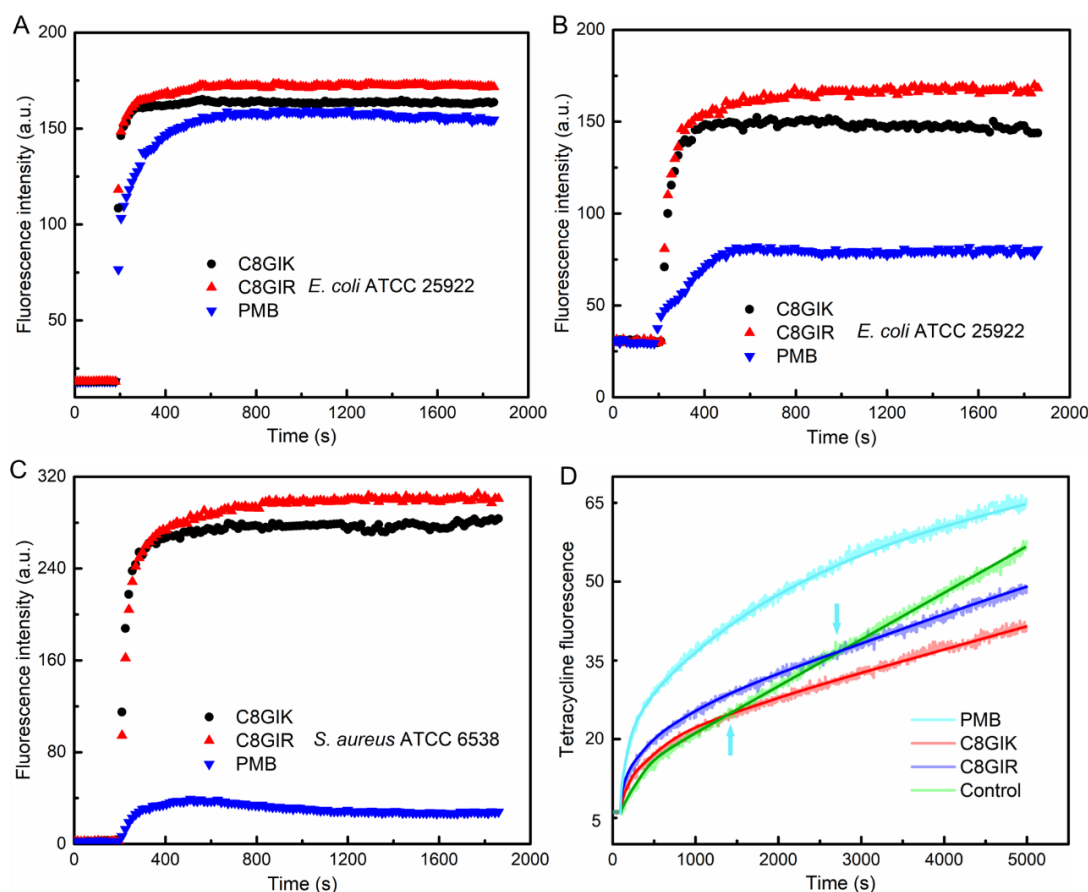 A
Fluorescence intensity (a.u.)
200
175
150
125
100
75
50
25
0
400
800
1200
1600
2000
Time (s)
C8GIK
C8GIR
PMB
E. coli ATCC 25922
B
Fluorescence intensity (a.u.)
200
150
100
50
0
0
400
800
1200
1600
2000
Time (s)
C8GIK
C8GIR
PMB
E. coli ATCC 25922
C
Fluorescence intensity (a.u.)
320
240
160
80
0
0
400
800
1200
1600
2000
Time (s)
C8GIK
C8GIR
PMB
S. aureus ATCC 6538
D
Tetracycline fluorescence
65
50
35
20
5
0
1000
2000
3000
4000
5000
Time (s)
PMB
C8GIK
C8GIR
Control